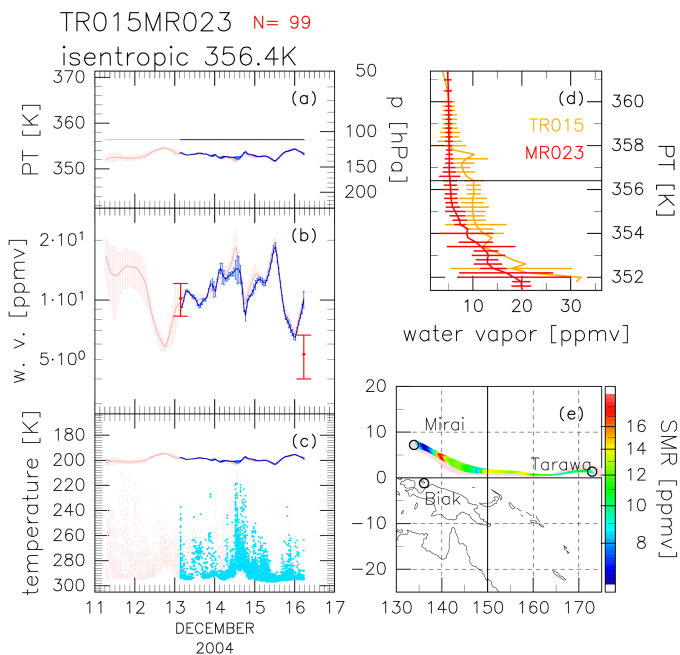 TR015MR023 N= 99
isentropic 356.4K
370
360
350
PT [K]
(a)
2·10¹
1·10¹
5·10⁰
w. v. [ppmv]
(b)
180
200
220
240
260
280
300
temperature [K]
(c)
11 12 13 14 15 16 17
DECEMBER
2004
50
100
150
200
p [hPa]
(d)
TR015
MR023
360
358
356
354
352
PT [K]
10 20 30
water vapor [ppmv]
20
10
0
−10
−20
(e)
Mirai
Tarawa
Biak
130 140 150 160 170
16
14
12
10
8
SMR [ppmv]